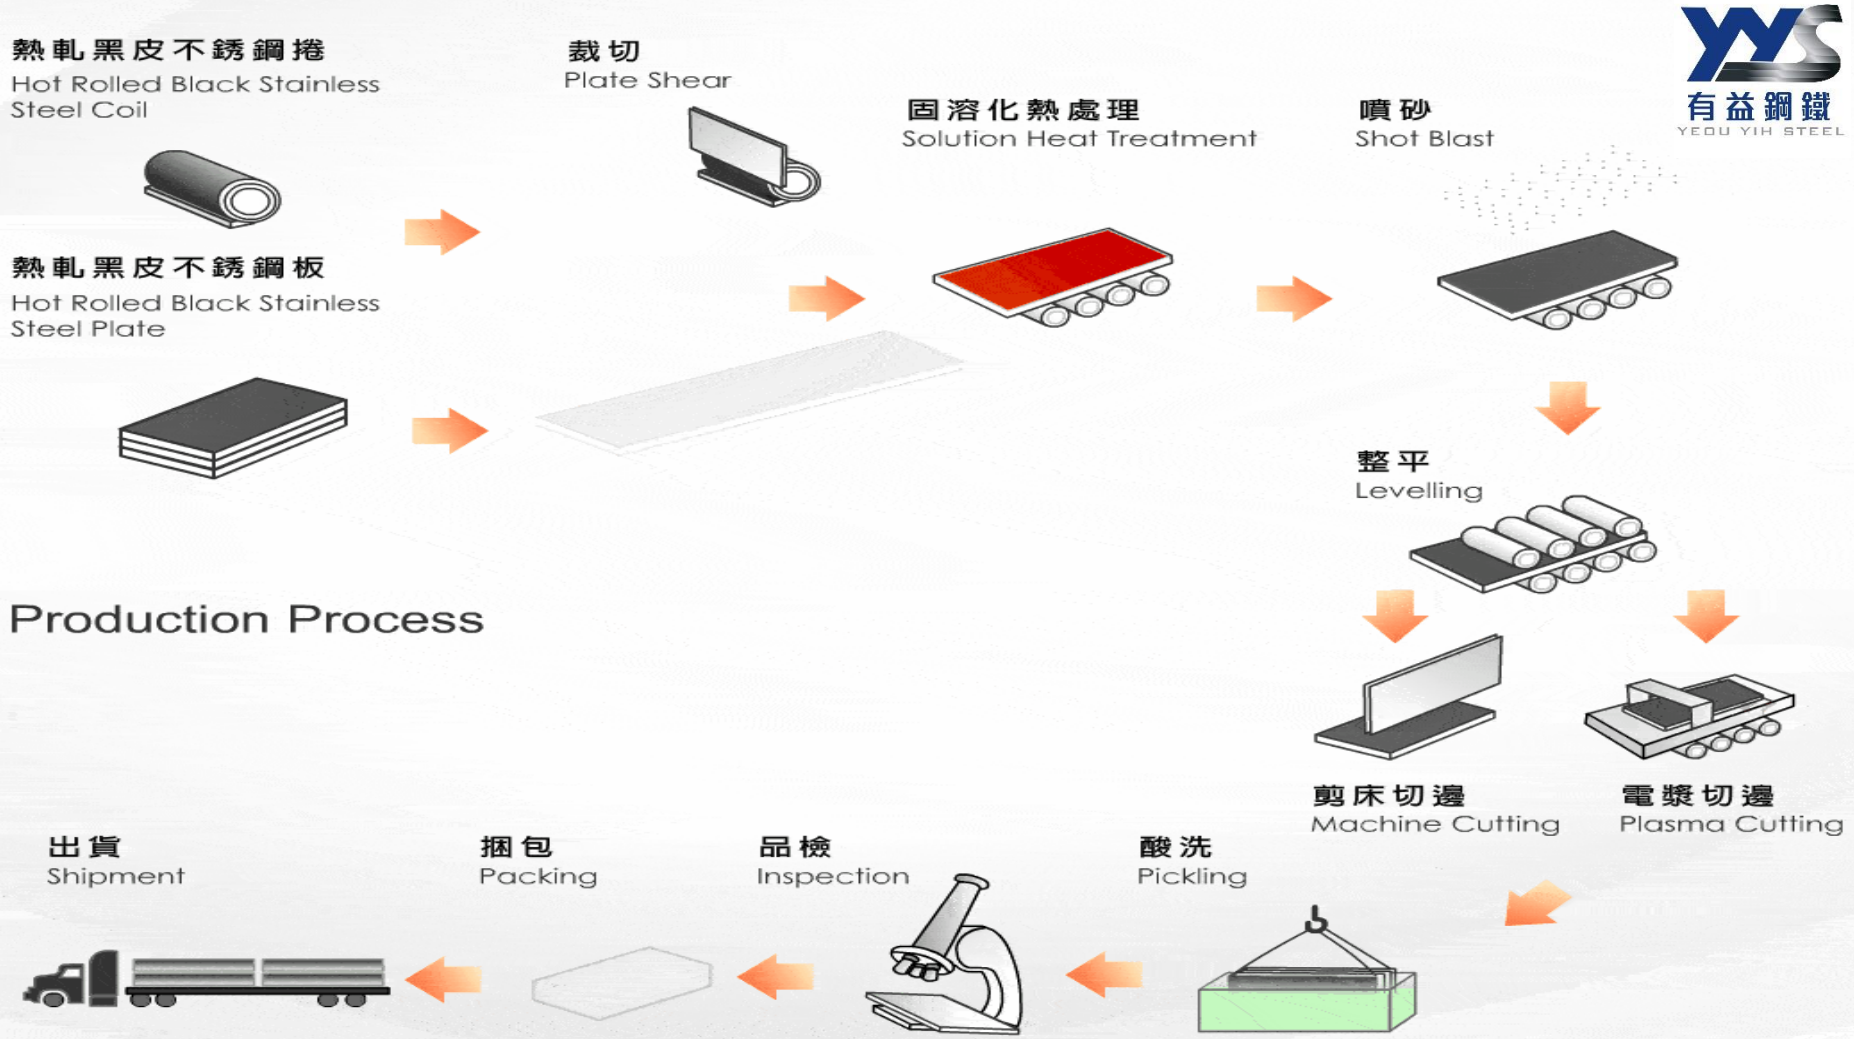 熱軋黑皮不銹鋼捲
Hot Rolled Black Stainless
Steel Coil
裁切
Plate Shear
固溶化熱處理
Solution Heat Treatment
噴砂
Shot Blast
YYS
有益鋼鐵
YEOU YIH STEEL
熱軋黑皮不銹鋼板
Hot Rolled Black Stainless
Steel Plate
整平
Levelling
Production Process
剪床切邊
Machine Cutting
電漿切邊
Plasma Cutting
酸洗
Pickling
品檢
Inspection
捆包
Packing
出貨
Shipment